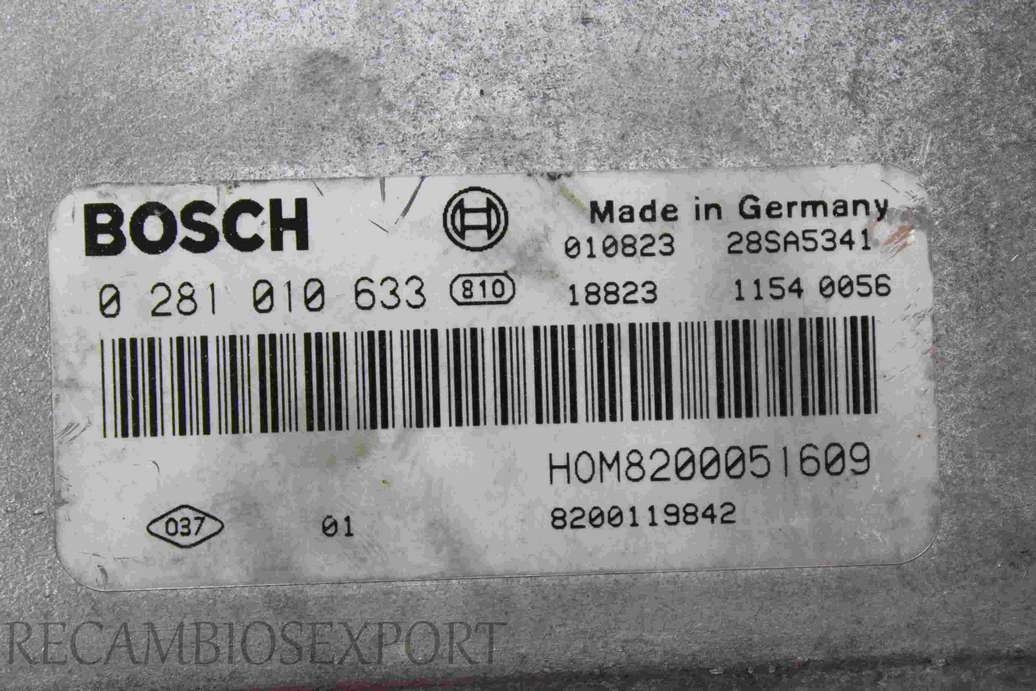 BOSCH
Made in Germany
010823 28SA5341
0 281 010 633 810 18823 1154 0056
HOM8200051609
037 01 8200119842
RECAMBIOSEXPORT